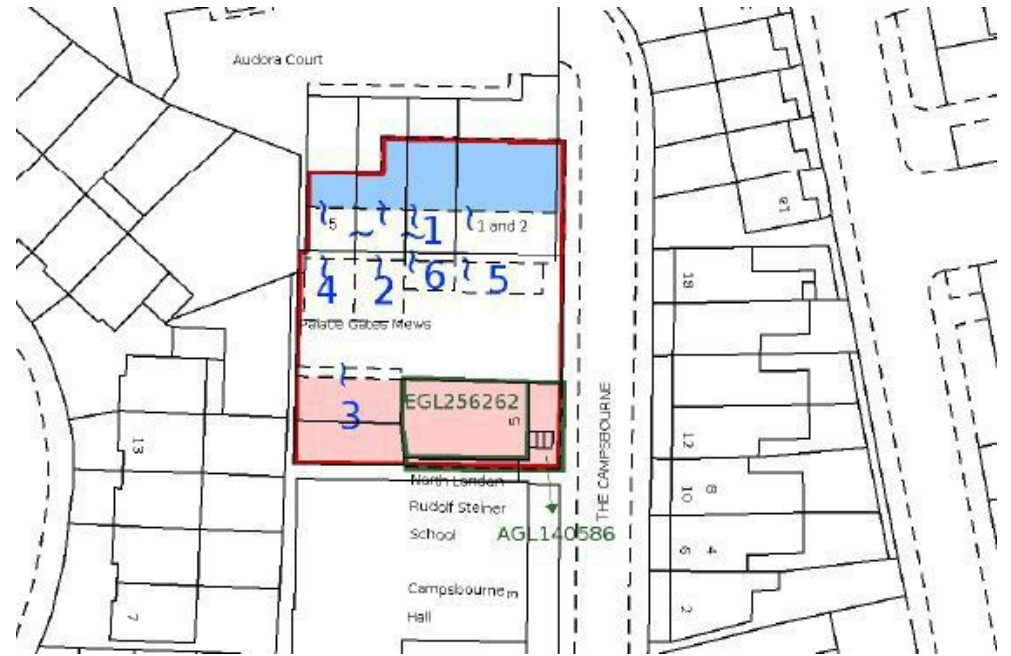 Audora Court
5
1
1 and 2
4
2
6
5
Palace Gates Mews
3
EGL256262
5
North London
Rudolf Steiner
School
AGL140586
Campsbourne
Hall
THE CAMPSBOURNE
13
7
19
18
12
10
8
6
4
2